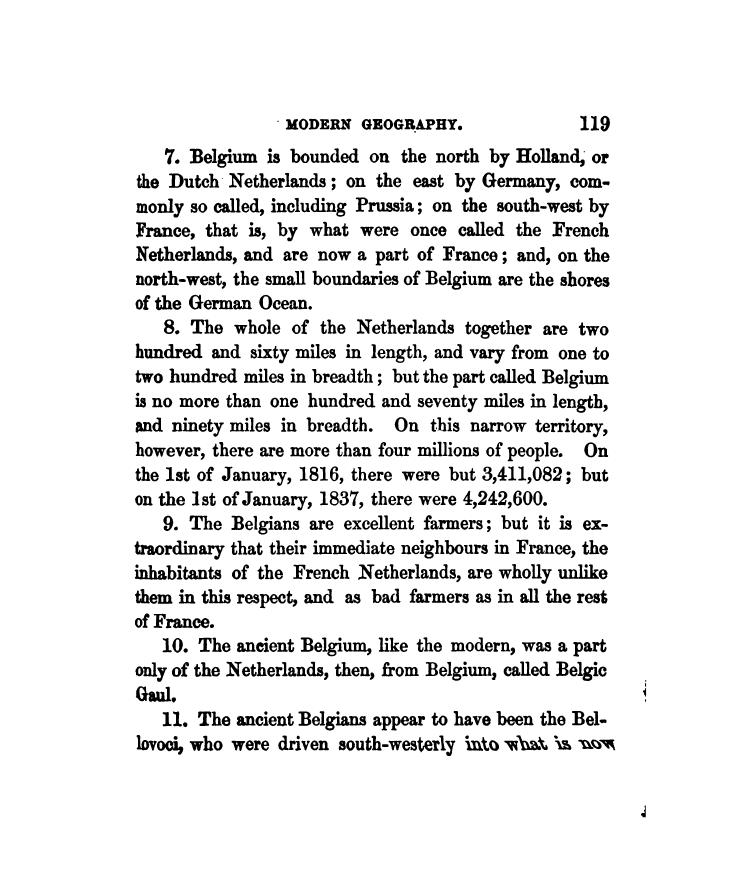 MODERN GEOGRAPHY. 119
7. Belgium is bounded on the north by Holland, or
the Dutch Netherlands; on the east by Germany, com-
monly so called, including Prussia; on the south-west by
France, that is, by what were once called the French
Netherlands, and are now a part of France; and, on the
north-west, the small boundaries of Belgium are the shores
of the German Ocean.
8. The whole of the Netherlands together are two
hundred and sixty miles in length, and vary from one to
two hundred miles in breadth; but the part called Belgium
is no more than one hundred and seventy miles in length,
and ninety miles in breadth. On this narrow territory,
however, there are more than four millions of people. On
the 1st of January, 1816, there were but 3,411,082; but
on the 1st of January, 1837, there were 4,242,600.
9. The Belgians are excellent farmers; but it is ex-
traordinary that their immediate neighbours in France, the
inhabitants of the French Netherlands, are wholly unlike
them in this respect, and as bad farmers as in all the rest
of France.
10. The ancient Belgium, like the modern, was a part
only of the Netherlands, then, from Belgium, called Belgic
Gaul.
11. The ancient Belgians appear to have been the Bel-
lovoci, who were driven south-westerly into what is now